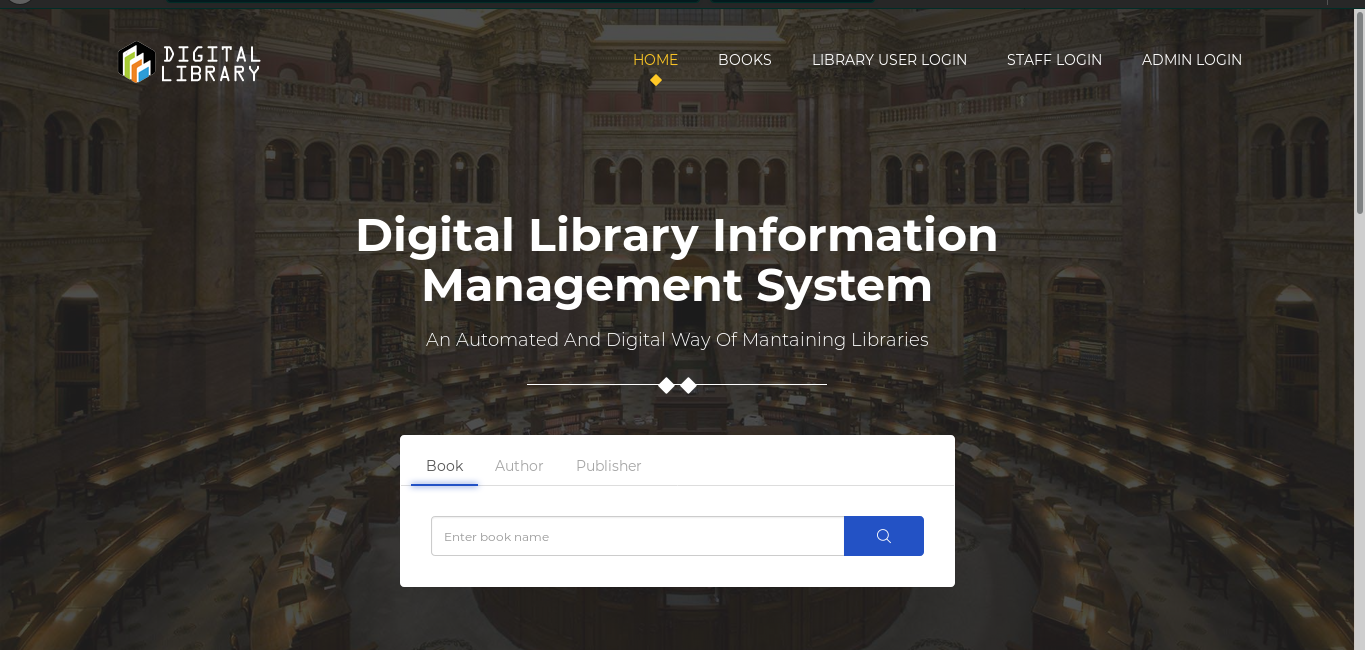 DIGITAL
LIBRARY
HOME
BOOKS
LIBRARY USER LOGIN
STAFF LOGIN
ADMIN LOGIN
Digital Library Information
Management System
An Automated And Digital Way Of Mantaining Libraries
Book
Author
Publisher
Enter book name